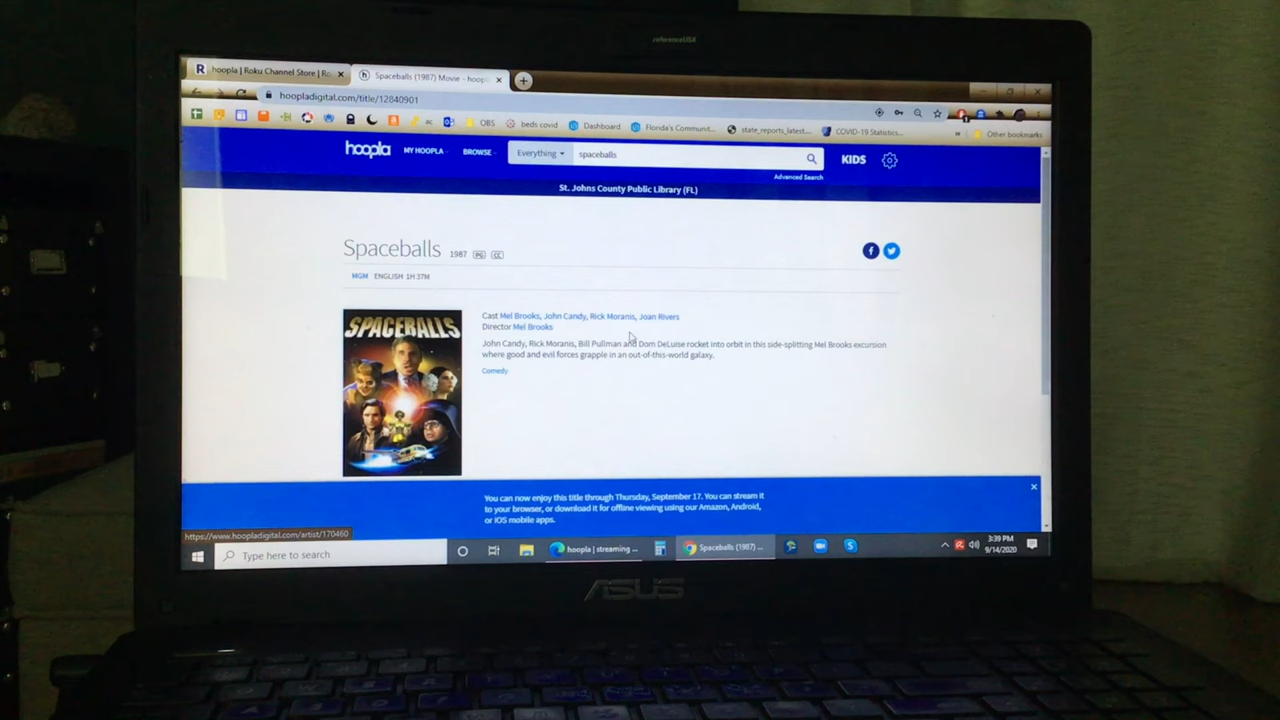 referenceUSA
hoopla | Roku Channel Store | Ro
Spaceballs (1987) Movie - hoopl
hoopladigital.com/title/12840901
ac
OBS
beds covid
Dashboard
Florida's Communit...
state_reports_latest....
COVID-19 Statistics...
Other bookmarks
hoopla
MY HOOPLA
BROWSE
Everything
spaceballs
KIDS
Advanced Search
St. Johns County Public Library (FL)
Spaceballs 1987 PG CC
MGM ENGLISH 1H 37M
SPACEBALLS
Cast Mel Brooks, John Candy, Rick Moranis, Joan Rivers
Director Mel Brooks
John Candy, Rick Moranis, Bill Pullman and Dom DeLuise rocket into orbit in this side-splitting Mel Brooks excursion
where good and evil forces grapple in an out-of-this-world galaxy.
Comedy
You can now enjoy this title through Thursday, September 17. You can stream it
to your browser, or download it for offline viewing using our Amazon, Android,
or iOS mobile apps.
https://www.hoopladigital.com/artist/170460
Type here to search
hoopla | streaming ...
Spaceballs (1987) ...
3:39 PM
9/14/2020
ASUS